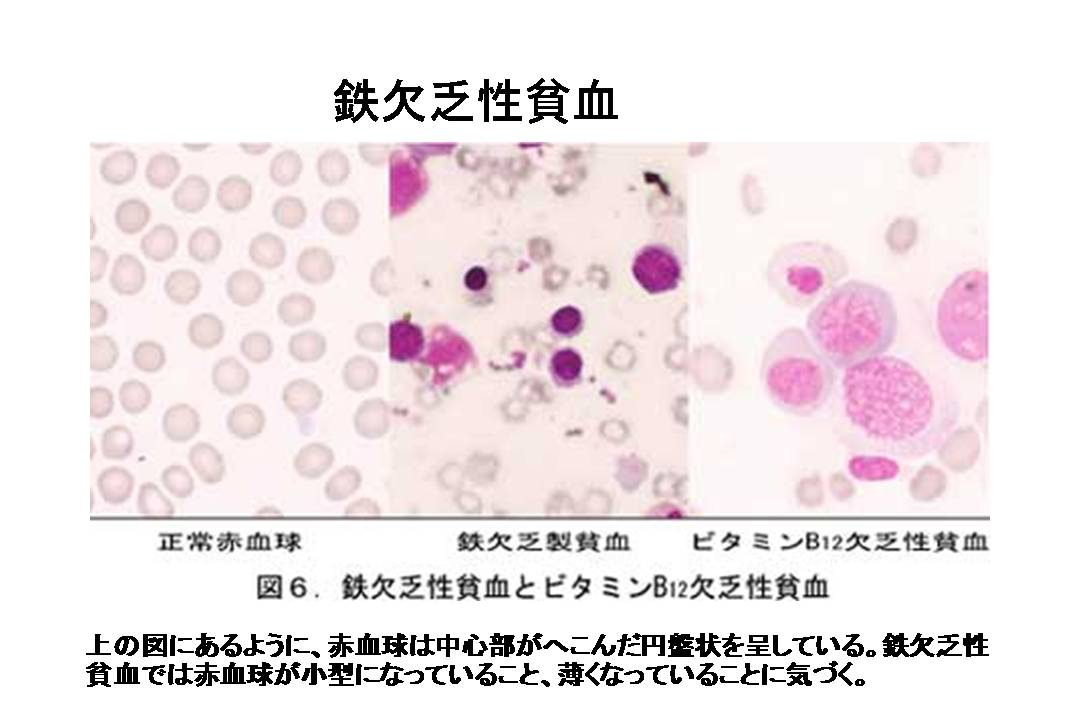 鉄欠乏性貧血
正常赤血球
鉄欠乏製貧血
ビタミンB12欠乏性貧血
図6. 鉄欠乏性貧血とビタミンB12欠乏性貧血
上の図にあるように、赤血球は中心部がへこんだ円盤状を呈している。鉄欠乏性
貧血では赤血球が小型になっていること、薄くなっていることに気づく。